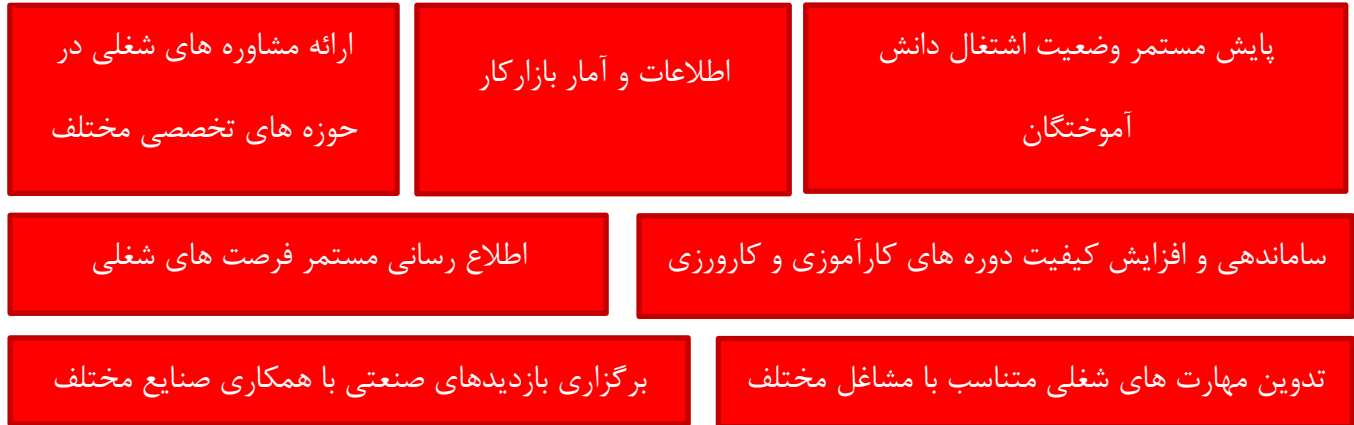 پایش مستمر وضعیت اشتغال دانش
آموختگان
اطلاعات و آمار بازارکار
ارائه مشاوره های شغلی در
حوزه های تخصصی مختلف
ساماندهی و افزایش کیفیت دوره های کارآموزی و کارورزی
اطلاع رسانی مستمر فرصت های شغلی
تدوین مهارت های شغلی متناسب با مشاغل مختلف
برگزاری بازدیدهای صنعتی با همکاری صنایع مختلف